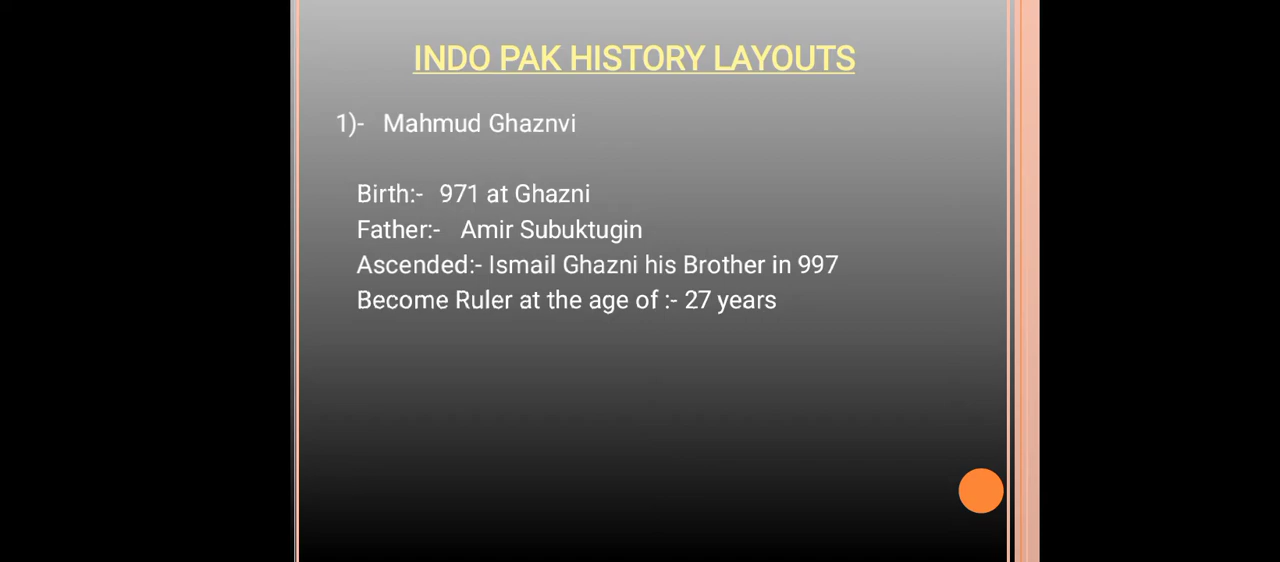 INDO PAK HISTORY LAYOUTS
1)- Mahmud Ghaznvi
Birth:- 971 at Ghazni
Father:- Amir Subuktugin
Ascended:- Ismail Ghazni his Brother in 997
Become Ruler at the age of :- 27 years